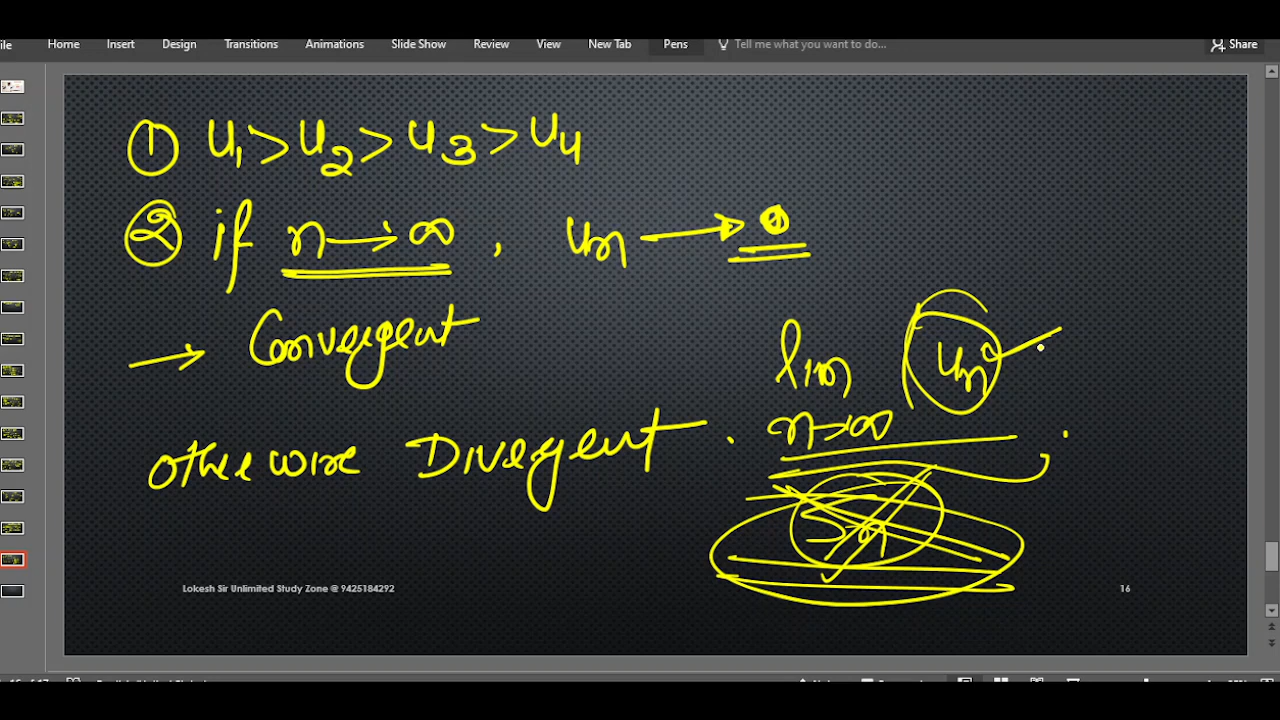 File Home Insert Design Transitions Animations Slide Show Review View New Tab Pens Tell me what you want to do... Share
① U1 > U2 > U3 > U4
② if n → ∞ , Un → 0
→ Convergent
lim Un
n→∞
otherwise Divergent .
Lokesh Sir Unlimited Study Zone @ 9425184292 16